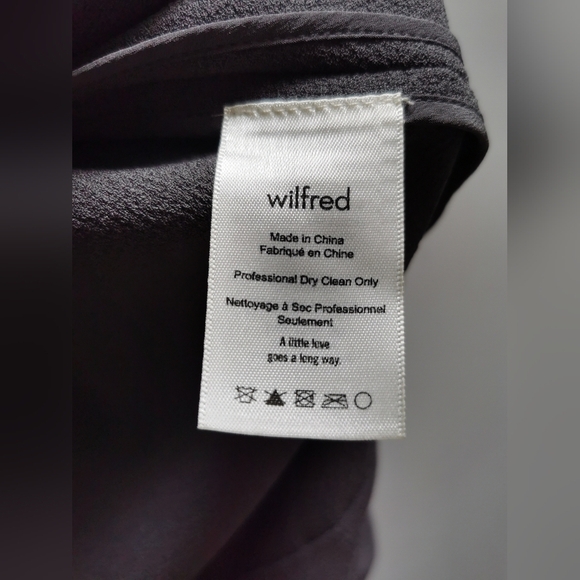 wilfred
Made in China
Fabriqué en Chine
Professional Dry Clean Only
Nettoyage à Sec Professionnel
Seulement
A little love
goes a long way.